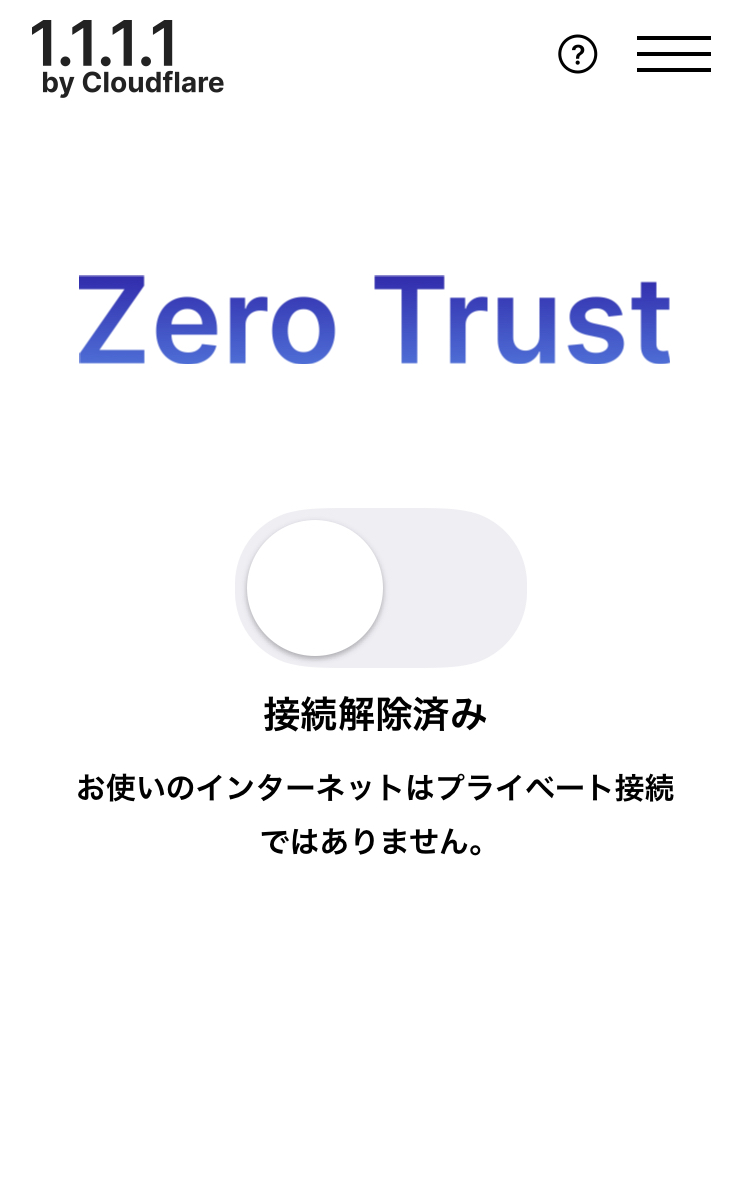 1.1.1.1
by Cloudflare
?
Zero Trust
接続解除済み
お使いのインターネットはプライベート接続
ではありません。